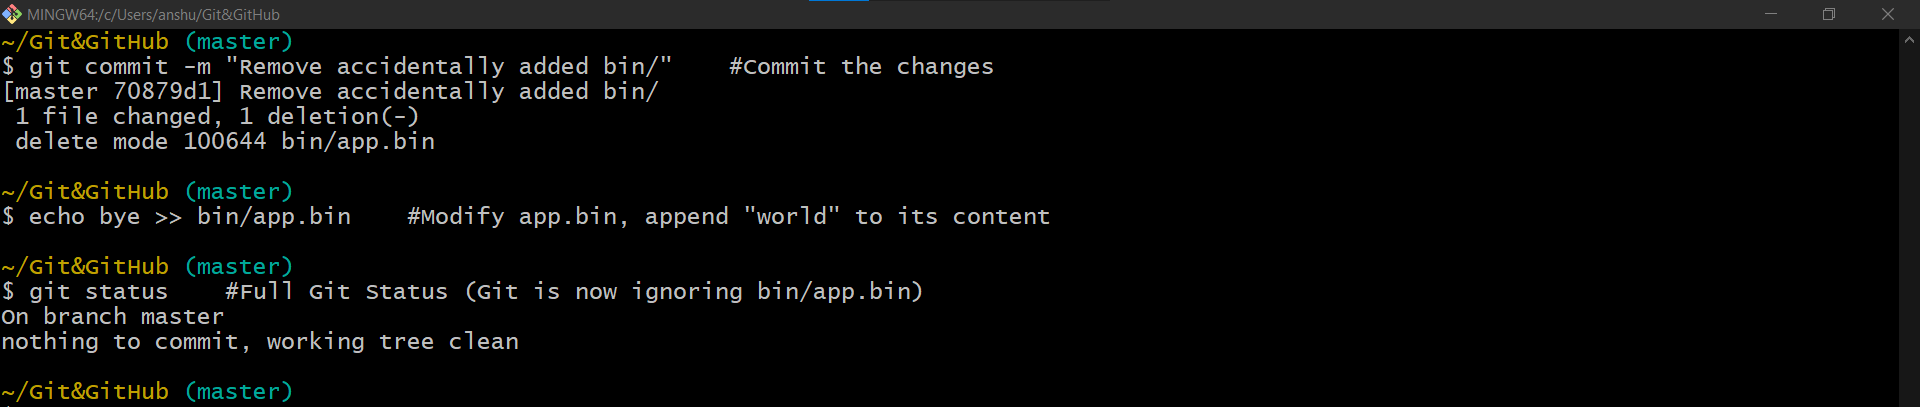 MINGW64:/c/Users/anshu/Git&GitHub
~/Git&GitHub (master)
$ git commit -m "Remove accidentally added bin/"    #Commit the changes
[master 70879d1] Remove accidentally added bin/
 1 file changed, 1 deletion(-)
 delete mode 100644 bin/app.bin
~/Git&GitHub (master)
$ echo bye >> bin/app.bin    #Modify app.bin, append "world" to its content
~/Git&GitHub (master)
$ git status    #Full Git Status (Git is now ignoring bin/app.bin)
On branch master
nothing to commit, working tree clean
~/Git&GitHub (master)